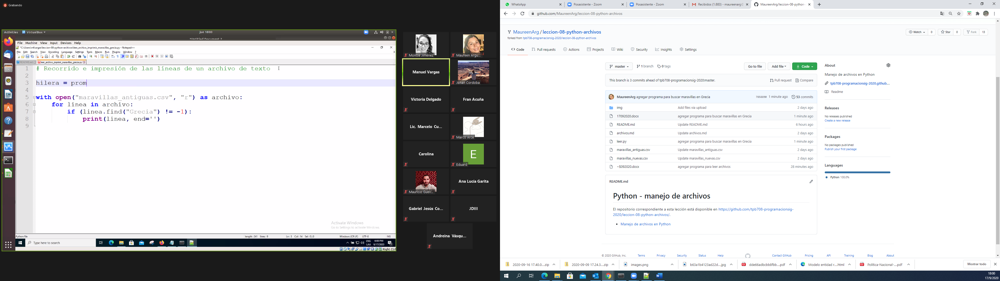 Grabando
Activities VirtualBox jue 18:00
*Untitled Document 2
File Machine View Input Devices Help
*C:\Users\mfvargas\leccion-08-python-archivos\leer_archivo_imprimir_maravillas_grecia.py - Notepad++
File Edit Search View Encoding Language Settings Tools Macro Run Plugins Window ? X
README.md leer_archivo_imprimir_maravillas_grecia.py
1 # Recorrido e impresión de las líneas de un archivo de texto
2
3 hilera = prom
4
5 with open("maravillas_antiguas.csv", "r") as archivo:
6 for linea in archivo:
7 if (linea.find("Grecia") != -1):
8 print(linea, end='')
9
Activate Windows
Go to Settings to activate Windows.
Python file length : 241 lines : 9 Ln : 3 Col : 14 Sel : 0 | 0 Windows (CR LF) UTF-8 INS
Type here to search
ENG
LAA
6:00 PM
9/17/2020
Right Ctrl
Montse Jiménez
Maureen Argu...
Manuel Vargas
Johan Cordoba
Victoria Delgado
Fran Acuña
Lic. Marcelo Cu...
Marco Arce
Carolina
E
Eduard
Mauricio Guev...
Ana Lucía Garita
Gabriel Jesús Co...
JDIII
Andreina Vásqu...
WhatsApp
Posasistente - Zoom
Posasistente - Zoom
Recibidos (1.883) - maureenarg@
MaureenArg/leccion-08-python-
github.com/MaureenArg/leccion-08-python-archivos
MaureenArg / leccion-08-python-archivos
forked from tpb708-programacionsig-2020/leccion-08-python-archivos
Watch 0 Star 0 Fork 13
Code Pull requests Actions Projects Wiki Security Insights Settings
master 1 branch 0 tags Go to file Add file Code
This branch is 3 commits ahead of tpb708-programacionsig-2020:master. Pull request Compare
MaureenArg agregar programa para buscar maravillas en Grecia 7858890 1 minute ago 53 commits
img Add files via upload 2 days ago
17092020.docx agregar programa para buscar maravillas en Grecia 1 minute ago
README.md Update README.md 6 hours ago
archivos.md Update archivos.md 2 days ago
leer.py agregar programa para buscar maravillas en Grecia 1 minute ago
maravillas_antiguas.csv Update maravillas_antiguas.csv 2 days ago
maravillas_nuevas.csv Update maravillas_nuevas.csv 2 days ago
~$092020.docx agregar programa para leer archivos 28 minutes ago
README.md
Python - manejo de archivos
El repositorio correspondiente a esta lección está disponible en https://github.com/tpb708-programacionsig-
2020/leccion-08-python-archivos/.
Manejo de archivos en Python
About
Manejo de archivos en Python
tpb708-programacionsig-2020.github....
Readme
Releases
No releases published
Create a new release
Packages
No packages published
Publish your first package
Languages
Python 100.0%
© 2020 GitHub, Inc. Terms Privacy Security Status Help Contact GitHub Pricing API Training Blog About
2020-09-16 17.40.0....zip
2020-09-09 17.24.3....zip
images.png
b63a1b4123ad22d....jpg
dde66adbcbb8fbb....pdf
Modelo entidad r....html
Política-Nacional-....pdf
Mostrar todo
18:00
17/9/2020